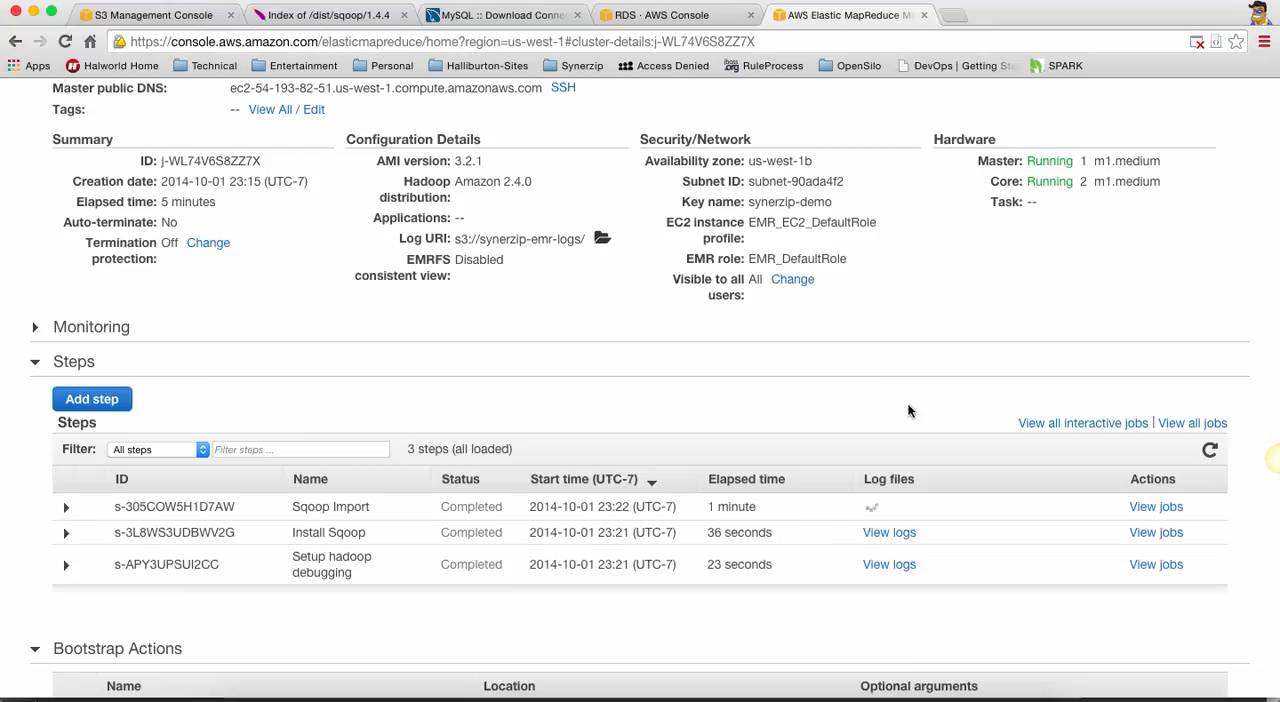 S3 Management Console
Index of /dist/sqoop/1.4.4
MySQL :: Download Conne
RDS · AWS Console
AWS Elastic MapReduce M
https://console.aws.amazon.com/elasticmapreduce/home?region=us-west-1#cluster-details:j-WL74V6S8ZZ7X
Apps Halworld Home Technical Entertainment Personal Halliburton-Sites Synerzip Access Denied RuleProcess OpenSilo DevOps | Getting Sta SPARK
Master public DNS: ec2-54-193-82-51.us-west-1.compute.amazonaws.com SSH
Tags: -- View All / Edit
Summary
ID: j-WL74V6S8ZZ7X
Creation date: 2014-10-01 23:15 (UTC-7)
Elapsed time: 5 minutes
Auto-terminate: No
Termination Off Change
protection:
Configuration Details
AMI version: 3.2.1
Hadoop Amazon 2.4.0
distribution:
Applications: --
Log URI: s3://synerzip-emr-logs/
EMRFS Disabled
consistent view:
Security/Network
Availability zone: us-west-1b
Subnet ID: subnet-90ada4f2
Key name: synerzip-demo
EC2 instance EMR_EC2_DefaultRole
profile:
EMR role: EMR_DefaultRole
Visible to all All Change
users:
Hardware
Master: Running 1 m1.medium
Core: Running 2 m1.medium
Task: --
Monitoring
Steps
Add step
Steps
View all interactive jobs | View all jobs
Filter: All steps Filter steps ... 3 steps (all loaded)
ID Name Status Start time (UTC-7) Elapsed time Log files Actions
s-305COW5H1D7AW Sqoop Import Completed 2014-10-01 23:22 (UTC-7) 1 minute View jobs
s-3L8WS3UDBWV2G Install Sqoop Completed 2014-10-01 23:21 (UTC-7) 36 seconds View logs View jobs
s-APY3UPSUI2CC Setup hadoop Completed 2014-10-01 23:21 (UTC-7) 23 seconds View logs View jobs
debugging
Bootstrap Actions
Name Location Optional arguments